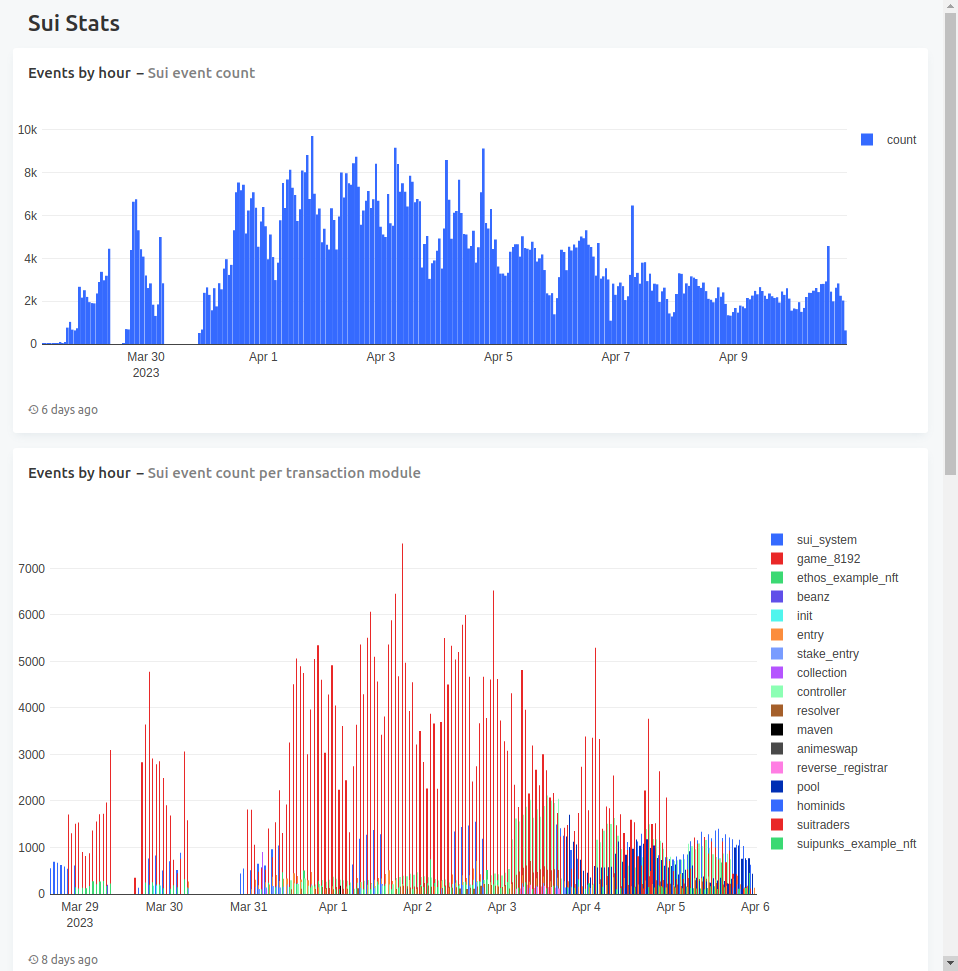 Sui Stats
Events by hour – Sui event count
10k
8k
6k
4k
2k
0
Mar 30
2023
Apr 1
Apr 3
Apr 5
Apr 7
Apr 9
count
6 days ago
Events by hour – Sui event count per transaction module
7000
6000
5000
4000
3000
2000
1000
0
Mar 29
2023
Mar 30
Mar 31
Apr 1
Apr 2
Apr 3
Apr 4
Apr 5
Apr 6
sui_system
game_8192
ethos_example_nft
beanz
init
entry
stake_entry
collection
controller
resolver
maven
animeswap
reverse_registrar
pool
hominids
suitraders
suipunks_example_nft
8 days ago